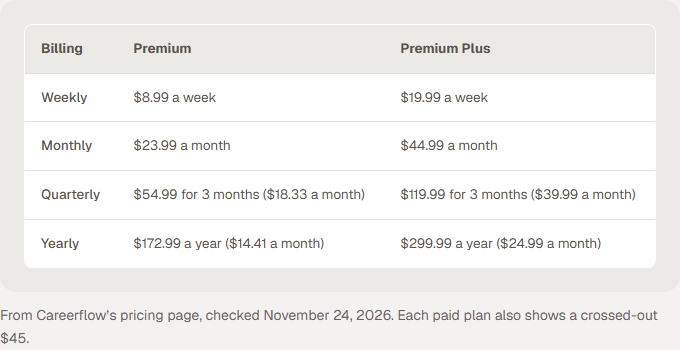 Billing Premium Premium Plus
Weekly $8.99 a week $19.99 a week
Monthly $23.99 a month $44.99 a month
Quarterly $54.99 for 3 months ($18.33 a month) $119.99 for 3 months ($39.99 a month)
Yearly $172.99 a year ($14.41 a month) $299.99 a year ($24.99 a month)
From Careerflow's pricing page, checked November 24, 2026. Each paid plan also shows a crossed-out
$45.